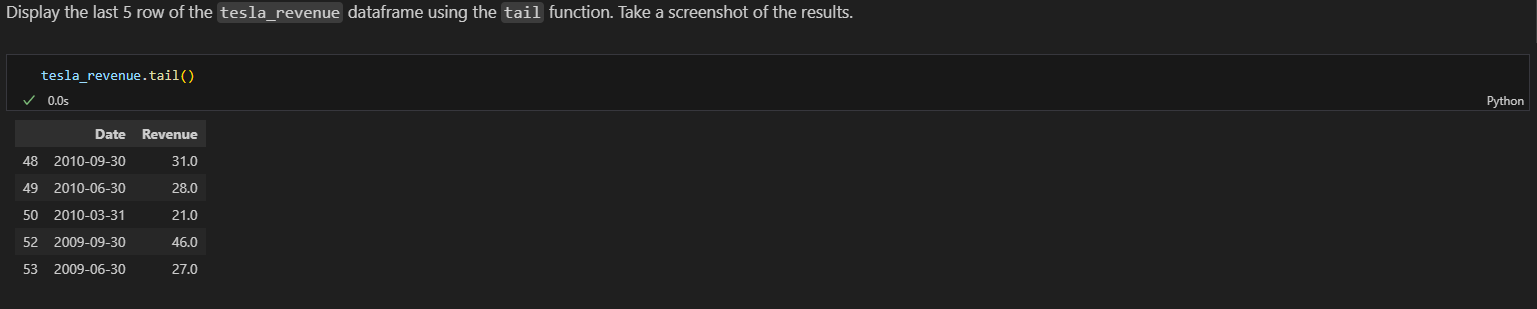 Display the last 5 row of the tesla_revenue dataframe using the tail function. Take a screenshot of the results.
tesla_revenue.tail()
0.0s
Python
Date Revenue
48 2010-09-30 31.0
49 2010-06-30 28.0
50 2010-03-31 21.0
52 2009-09-30 46.0
53 2009-06-30 27.0